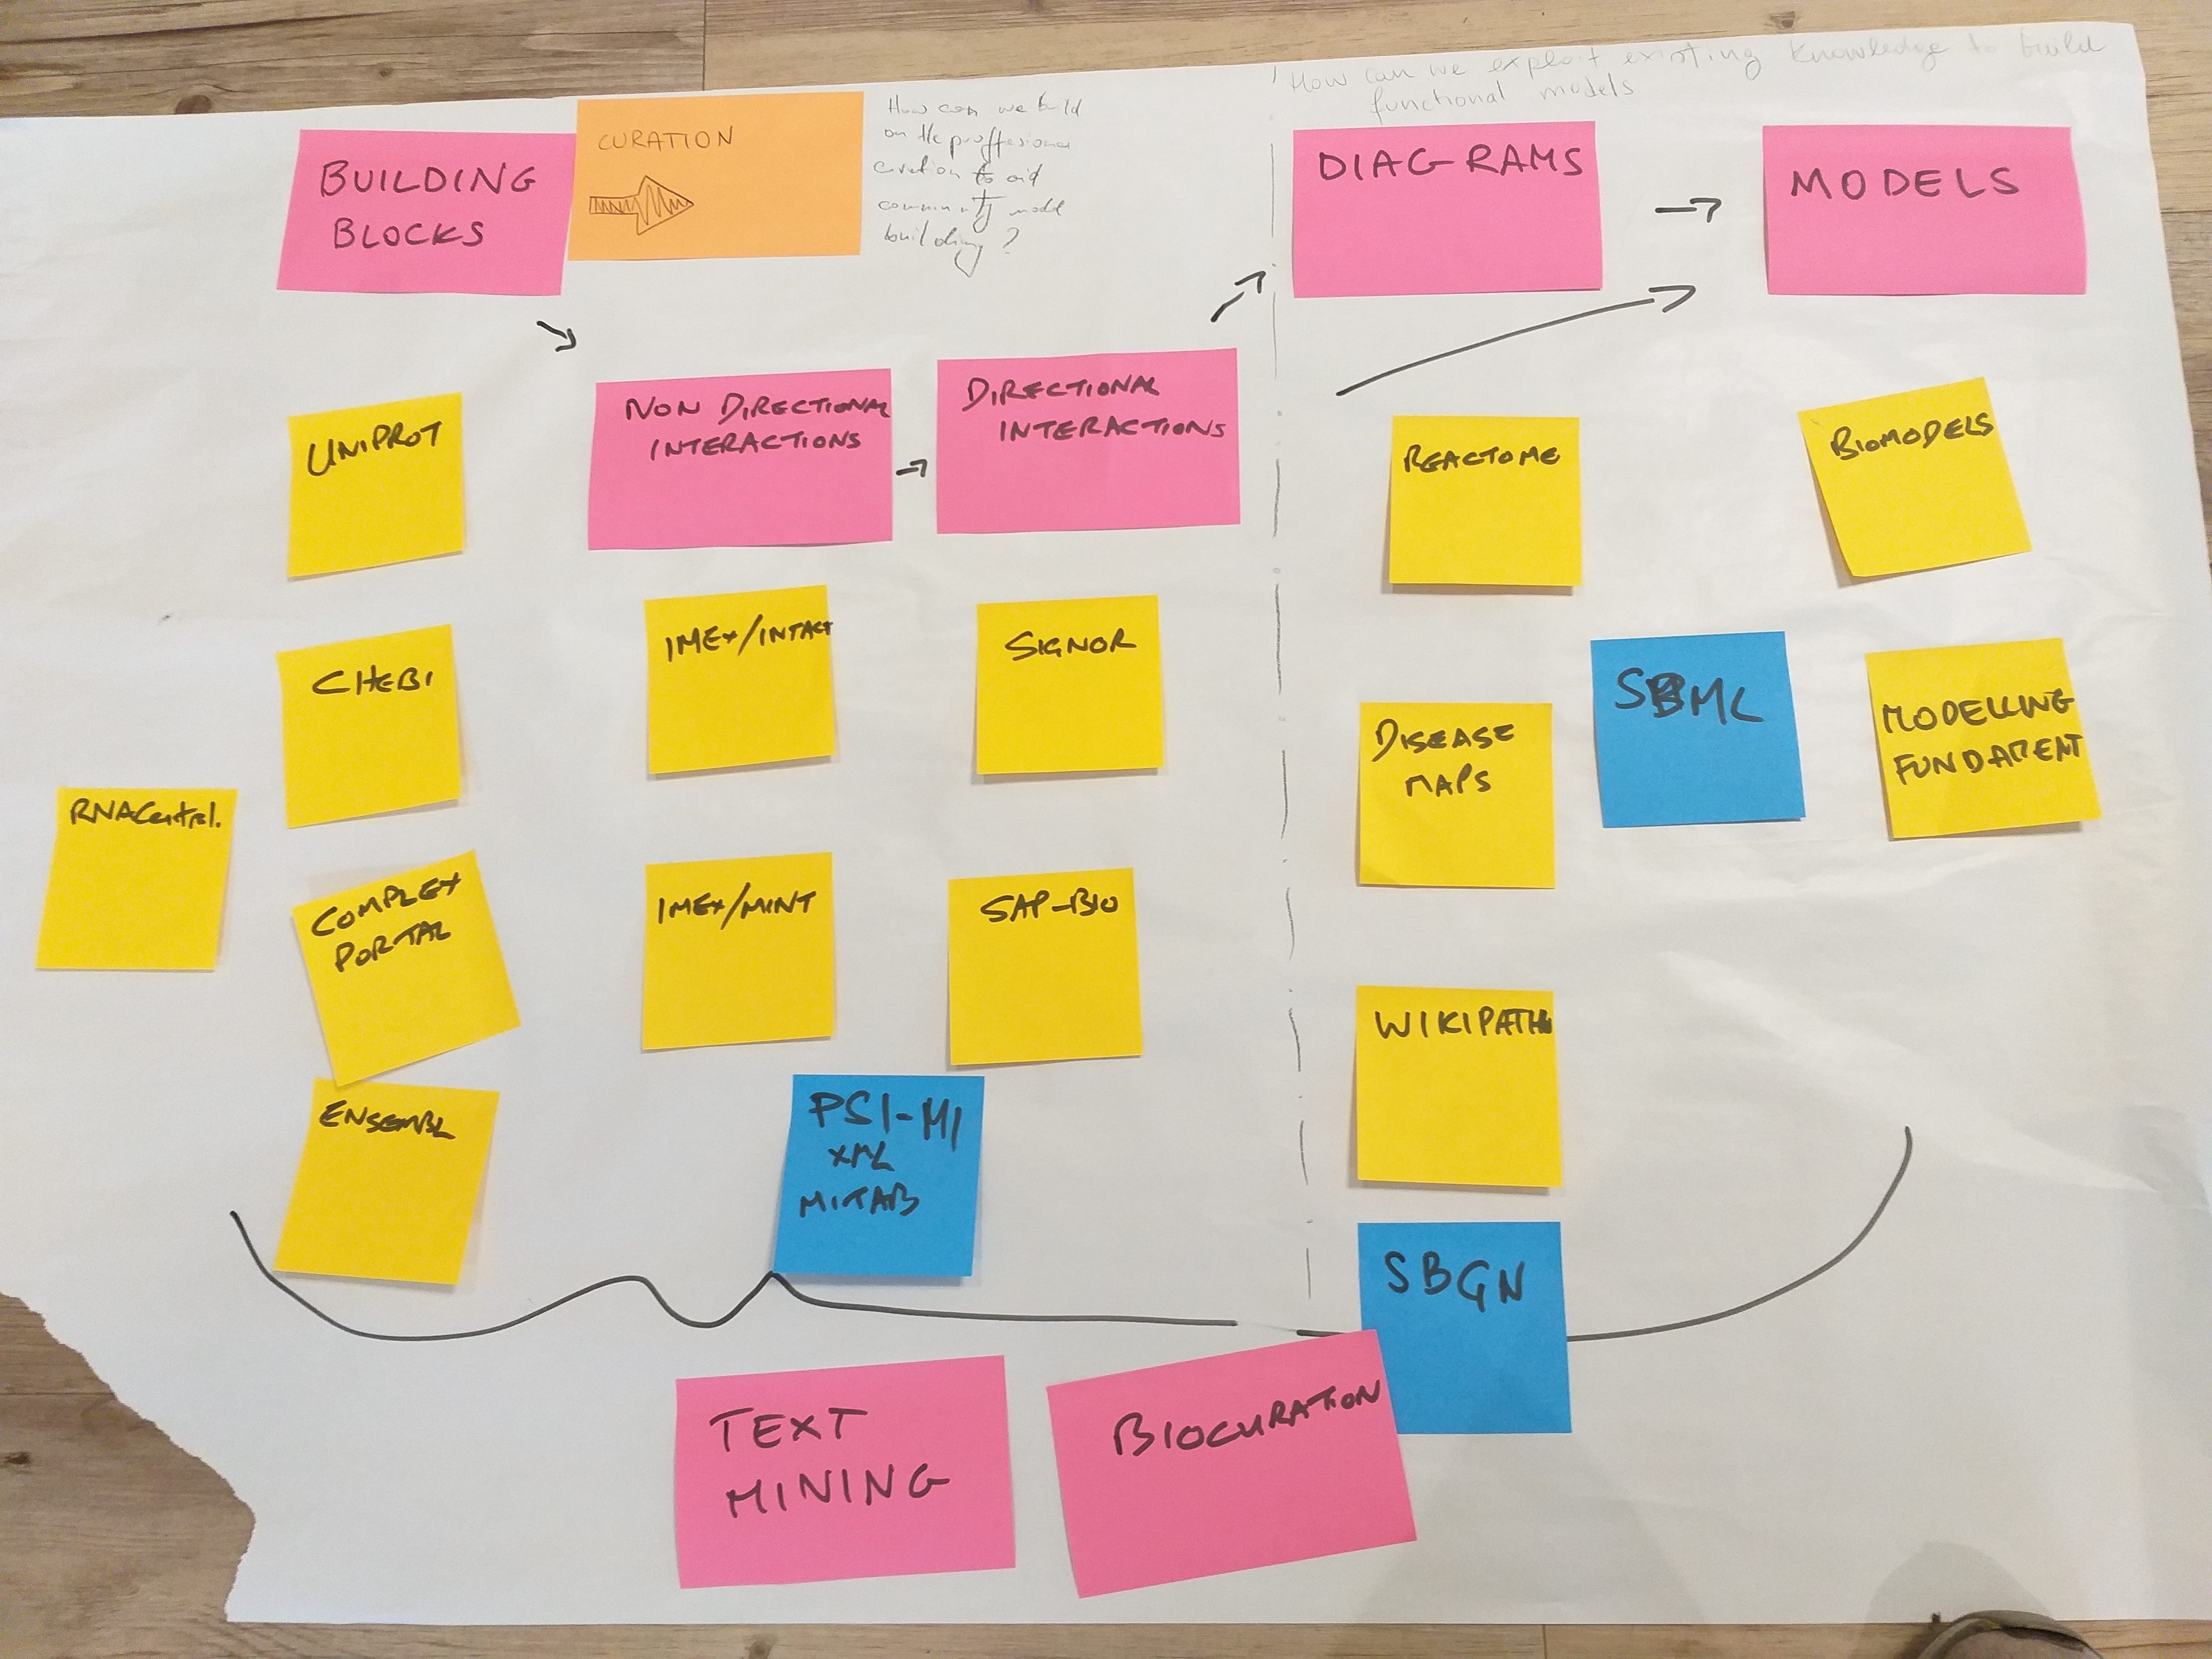 How can we exploit existing knowledge to build
functional models
BUILDING
BLOCKS
CURATION
How can we build
on the proffesional
curation to aid
community model
building?
DIAGRAMS
MODELS
NON DIRECTIONAL
INTERACTIONS
DIRECTIONAL
INTERACTIONS
UNIPROT
CHEBI
RNACentral.
COMPLEX
PORTAL
ENSEMBL
IMEx/INTACT
IMEx/MINT
SIGNOR
SAP-BIO
PSI-MI
XML
MITAB
REACTOME
DISEASE
MAPS
WIKIPATH
SBGN
SBML
BIOMODELS
MODELLING
FUNDAMENT
TEXT
MINING
BIOCURATION